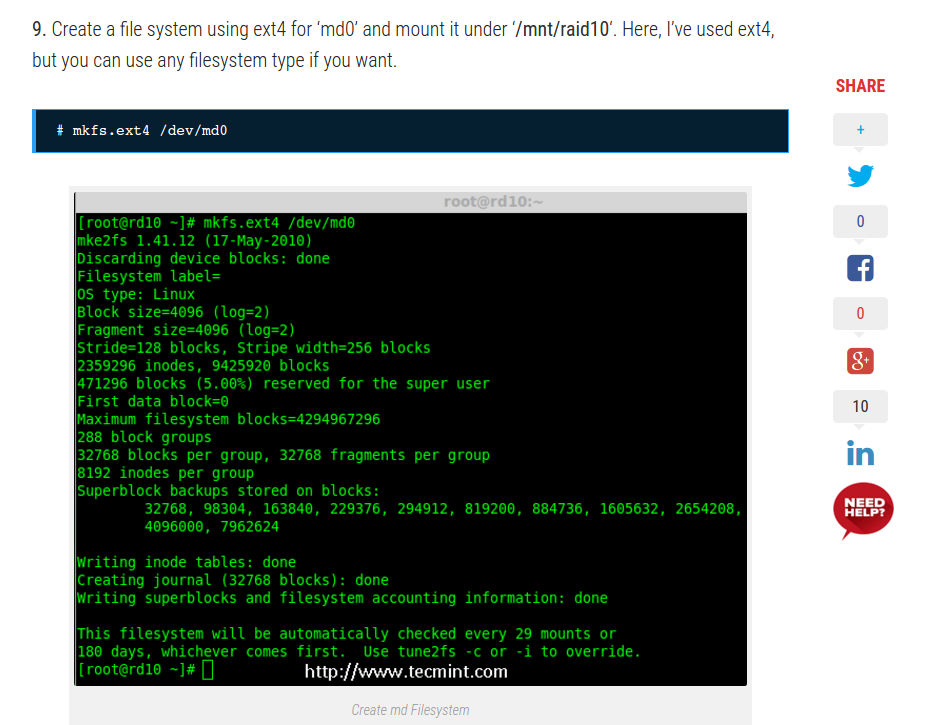 9. Create a file system using ext4 for ‘md0’ and mount it under ‘/mnt/raid10‘. Here, I’ve used ext4,
but you can use any filesystem type if you want.
# mkfs.ext4 /dev/md0
root@rd10:~
[root@rd10 ~]# mkfs.ext4 /dev/md0
mke2fs 1.41.12 (17-May-2010)
Discarding device blocks: done
Filesystem label=
OS type: Linux
Block size=4096 (log=2)
Fragment size=4096 (log=2)
Stride=128 blocks, Stripe width=256 blocks
2359296 inodes, 9425920 blocks
471296 blocks (5.00%) reserved for the super user
First data block=0
Maximum filesystem blocks=4294967296
288 block groups
32768 blocks per group, 32768 fragments per group
8192 inodes per group
Superblock backups stored on blocks:
32768, 98304, 163840, 229376, 294912, 819200, 884736, 1605632, 2654208,
4096000, 7962624
Writing inode tables: done
Creating journal (32768 blocks): done
Writing superblocks and filesystem accounting information: done
This filesystem will be automatically checked every 29 mounts or
180 days, whichever comes first.  Use tune2fs -c or -i to override.
[root@rd10 ~]#
http://www.tecmint.com
Create md Filesystem
SHARE
+
0
f
0
g+
10
in
NEED
HELP?